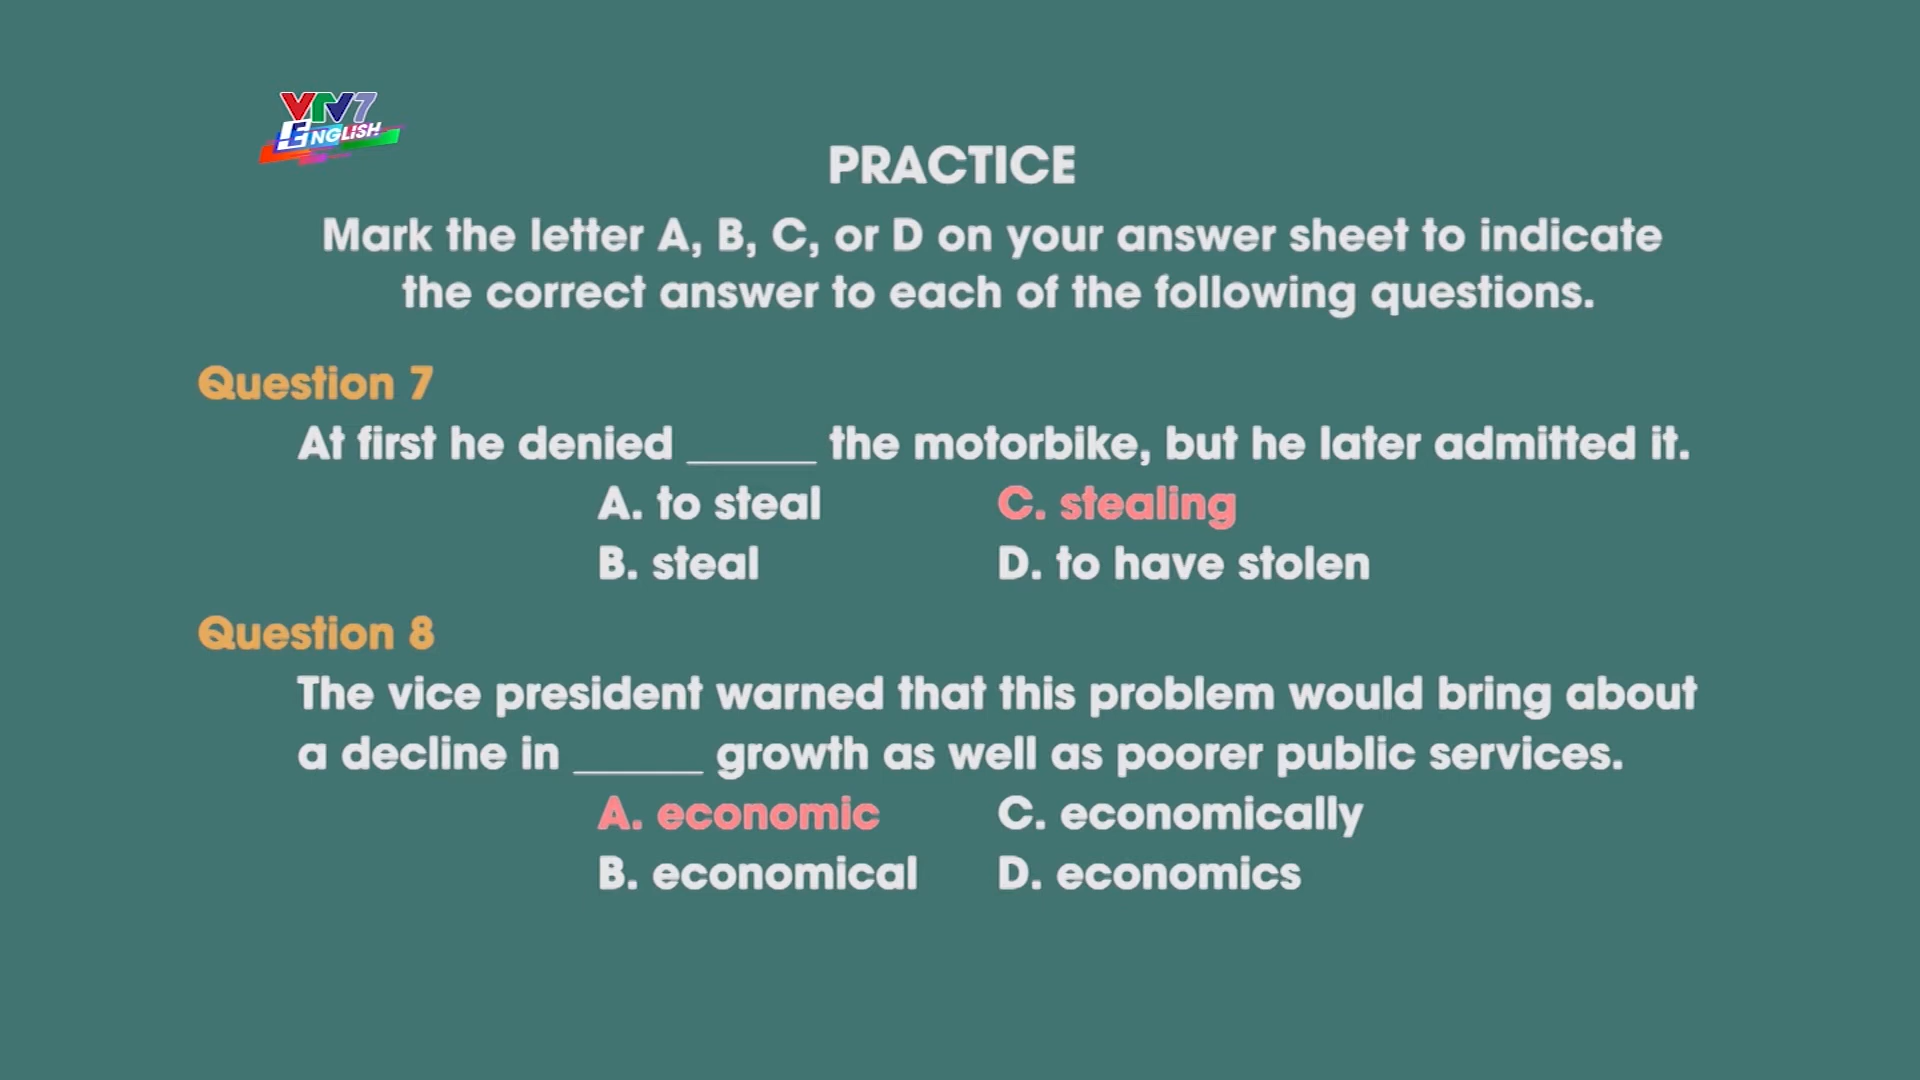 VTV7
ENGLISH
PRACTICE
Mark the letter A, B, C, or D on your answer sheet to indicate
the correct answer to each of the following questions.
Question 7
At first he denied ______ the motorbike, but he later admitted it.
A. to steal C. stealing
B. steal D. to have stolen
Question 8
The vice president warned that this problem would bring about
a decline in ______ growth as well as poorer public services.
A. economic C. economically
B. economical D. economics